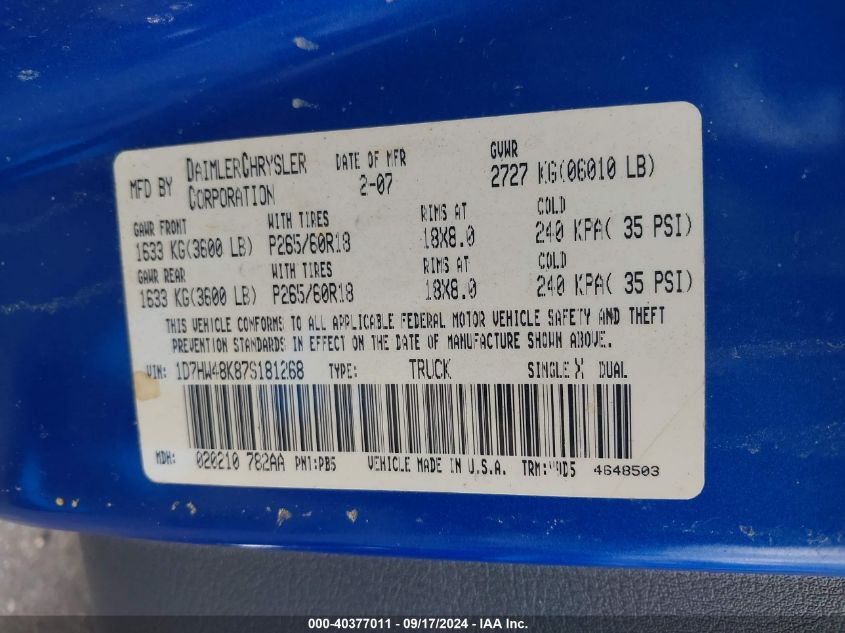 MFD BY DAIMLERCHRYSLER CORPORATION DATE OF MFR 2-07 GVWR 2727 KG(06010 LB)
GAWR FRONT WITH TIRES RIMS AT COLD
1633 KG(3600 LB) P265/60R18 18X8.0 240 KPA( 35 PSI)
GAWR REAR WITH TIRES RIMS AT COLD
1633 KG(3600 LB) P265/60R18 18X8.0 240 KPA( 35 PSI)
THIS VEHICLE CONFORMS TO ALL APPLICABLE FEDERAL MOTOR VEHICLE SAFETY AND THEFT
PREVENTION STANDARDS IN EFFECT ON THE DATE OF MANUFACTURE SHOWN ABOVE.
VIN: 1D7HW48K87S181268 TYPE: TRUCK SINGLE X DUAL
MDH: 020210 782AA PNT:PB5 VEHICLE MADE IN U.S.A. TRM: 4648503
000-40377011 - 09/17/2024 - IAA Inc.